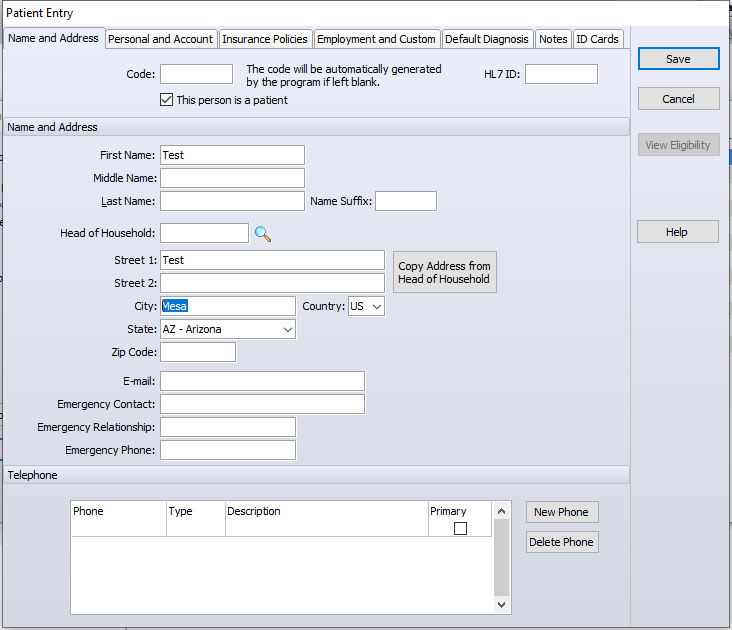 Patient Entry
Name and Address Personal and Account Insurance Policies Employment and Custom Default Diagnosis Notes ID Cards
Save
Code: The code will be automatically generated HL7 ID:
by the program if left blank.
Cancel
This person is a patient
Name and Address
View Eligibility
First Name: Test
Middle Name:
Last Name: Name Suffix:
Head of Household:
Help
Street 1: Test
Copy Address from
Head of Household
Street 2:
City: Mesa Country: US
State: AZ - Arizona
Zip Code:
E-mail:
Emergency Contact:
Emergency Relationship:
Emergency Phone:
Telephone
Phone Type Description Primary
New Phone
Delete Phone